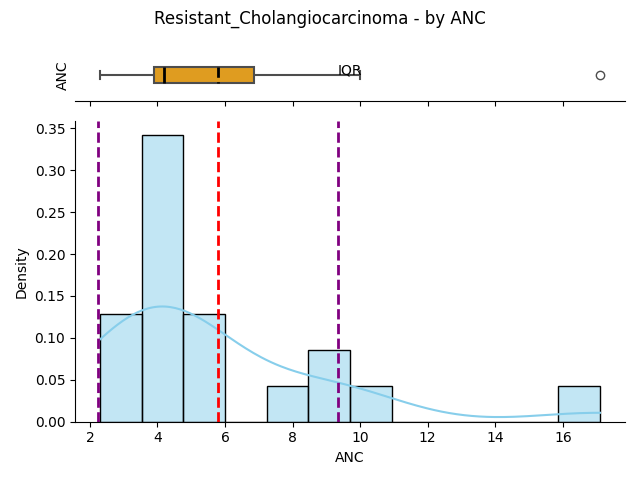 Resistant_Cholangiocarcinoma - by ANC
ANC
IQR
Density
0.35
0.30
0.25
0.20
0.15
0.10
0.05
0.00
2 4 6 8 10 12 14 16
ANC